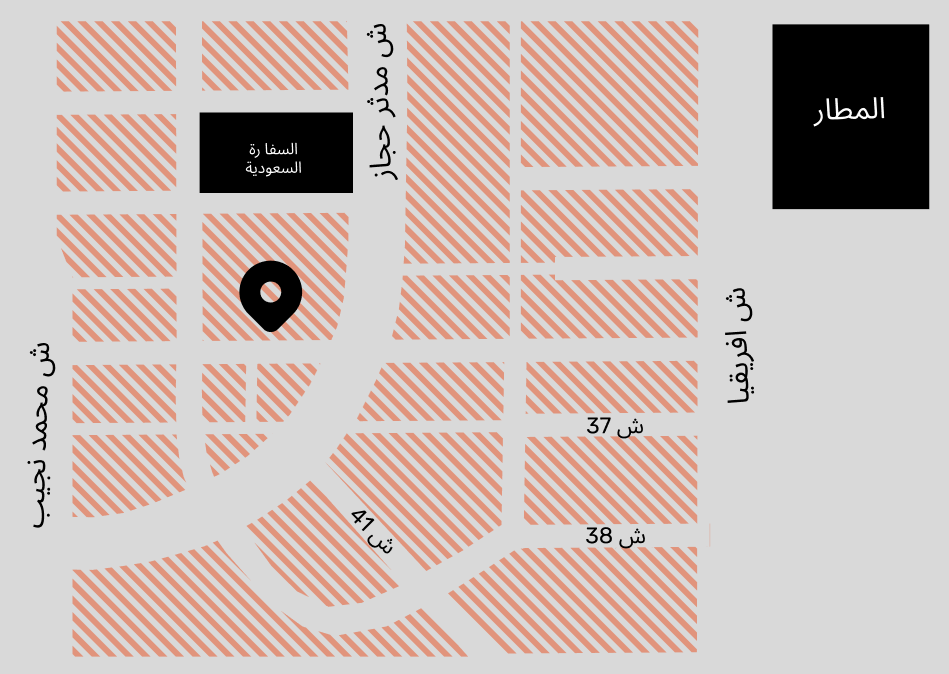 ش مدثر حجاز
المطار
السفا رة
السعودية
ش افريقيا
ش محمد نجيب
ش 37
ش 41
ش 38